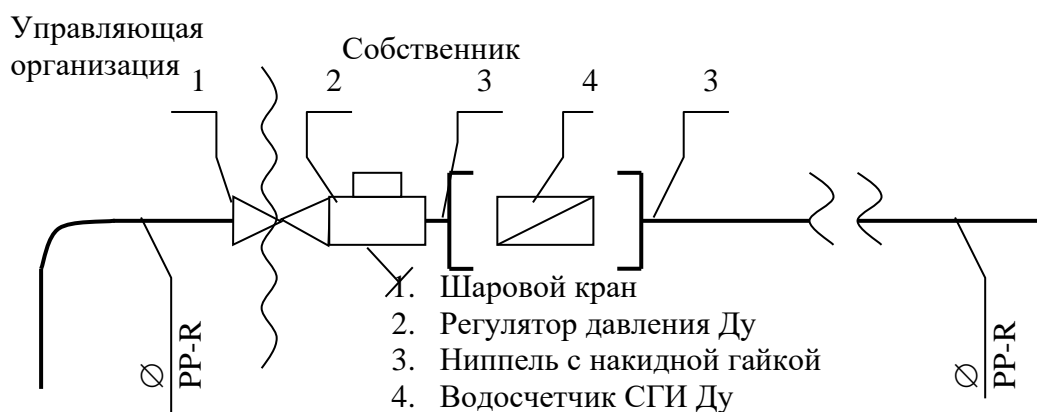 Управляющая
организация
Собственник
1
2
3
4
3
1. Шаровой кран
2. Регулятор давления Ду
3. Ниппель с накидной гайкой
4. Водосчетчик СГИ Ду
∅
PP-R
∅
PP-R